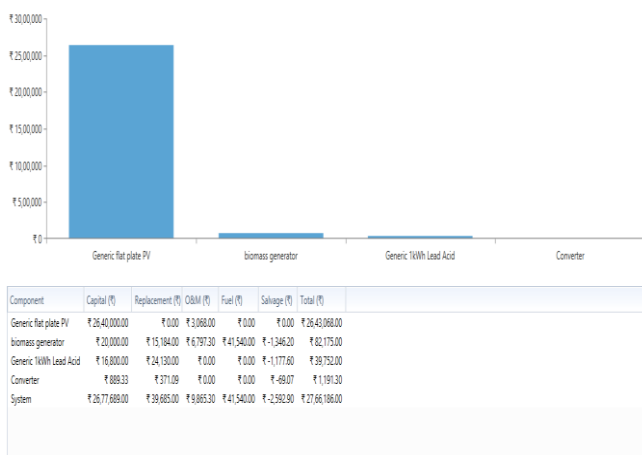 ₹ 30,00,000
₹ 25,00,000
₹ 20,00,000
₹ 15,00,000
₹ 10,00,000
₹ 5,00,000
₹ 0
Generic flat plate PV biomass generator Generic 1kWh Lead Acid Converter
Component Capital (₹) Replacement (₹) O&M (₹) Fuel (₹) Salvage (₹) Total (₹)
Generic flat plate PV ₹ 26,40,000.00 ₹ 0.00 ₹ 3,068.00 ₹ 0.00 ₹ 0.00 ₹ 26,43,068.00
biomass generator ₹ 20,000.00 ₹ 15,184.00 ₹ 6,797.30 ₹ 41,540.00 ₹ -1,346.20 ₹ 82,175.00
Generic 1kWh Lead Acid ₹ 16,800.00 ₹ 24,130.00 ₹ 0.00 ₹ 0.00 ₹ -1,177.60 ₹ 39,752.00
Converter ₹ 889.33 ₹ 371.09 ₹ 0.00 ₹ 0.00 ₹ -69.07 ₹ 1,191.30
System ₹ 26,77,689.00 ₹ 39,685.00 ₹ 9,865.30 ₹ 41,540.00 ₹ -2,592.90 ₹ 27,66,186.00